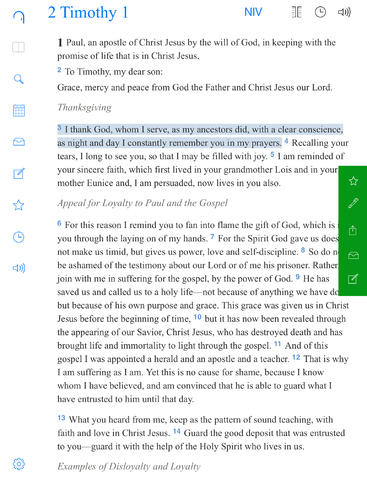 2 Timothy 1
NIV
1 Paul, an apostle of Christ Jesus by the will of God, in keeping with the
promise of life that is in Christ Jesus,
2 To Timothy, my dear son:
Grace, mercy and peace from God the Father and Christ Jesus our Lord.
Thanksgiving
3 I thank God, whom I serve, as my ancestors did, with a clear conscience,
as night and day I constantly remember you in my prayers. 4 Recalling your
tears, I long to see you, so that I may be filled with joy. 5 I am reminded of
your sincere faith, which first lived in your grandmother Lois and in your
mother Eunice and, I am persuaded, now lives in you also.
Appeal for Loyalty to Paul and the Gospel
6 For this reason I remind you to fan into flame the gift of God, which is
you through the laying on of my hands. 7 For the Spirit God gave us does
not make us timid, but gives us power, love and self-discipline. 8 So do
be ashamed of the testimony about our Lord or of me his prisoner. Rather
join with me in suffering for the gospel, by the power of God. 9 He has
saved us and called us to a holy life—not because of anything we have
but because of his own purpose and grace. This grace was given us in Christ
Jesus before the beginning of time, 10 but it has now been revealed through
the appearing of our Savior, Christ Jesus, who has destroyed death and has
brought life and immortality to light through the gospel. 11 And of this
gospel I was appointed a herald and an apostle and a teacher. 12 That is why
I am suffering as I am. Yet this is no cause for shame, because I know
whom I have believed, and am convinced that he is able to guard what I
have entrusted to him until that day.
13 What you heard from me, keep as the pattern of sound teaching, with
faith and love in Christ Jesus. 14 Guard the good deposit that was entrusted
to you—guard it with the help of the Holy Spirit who lives in us.
Examples of Disloyalty and Loyalty